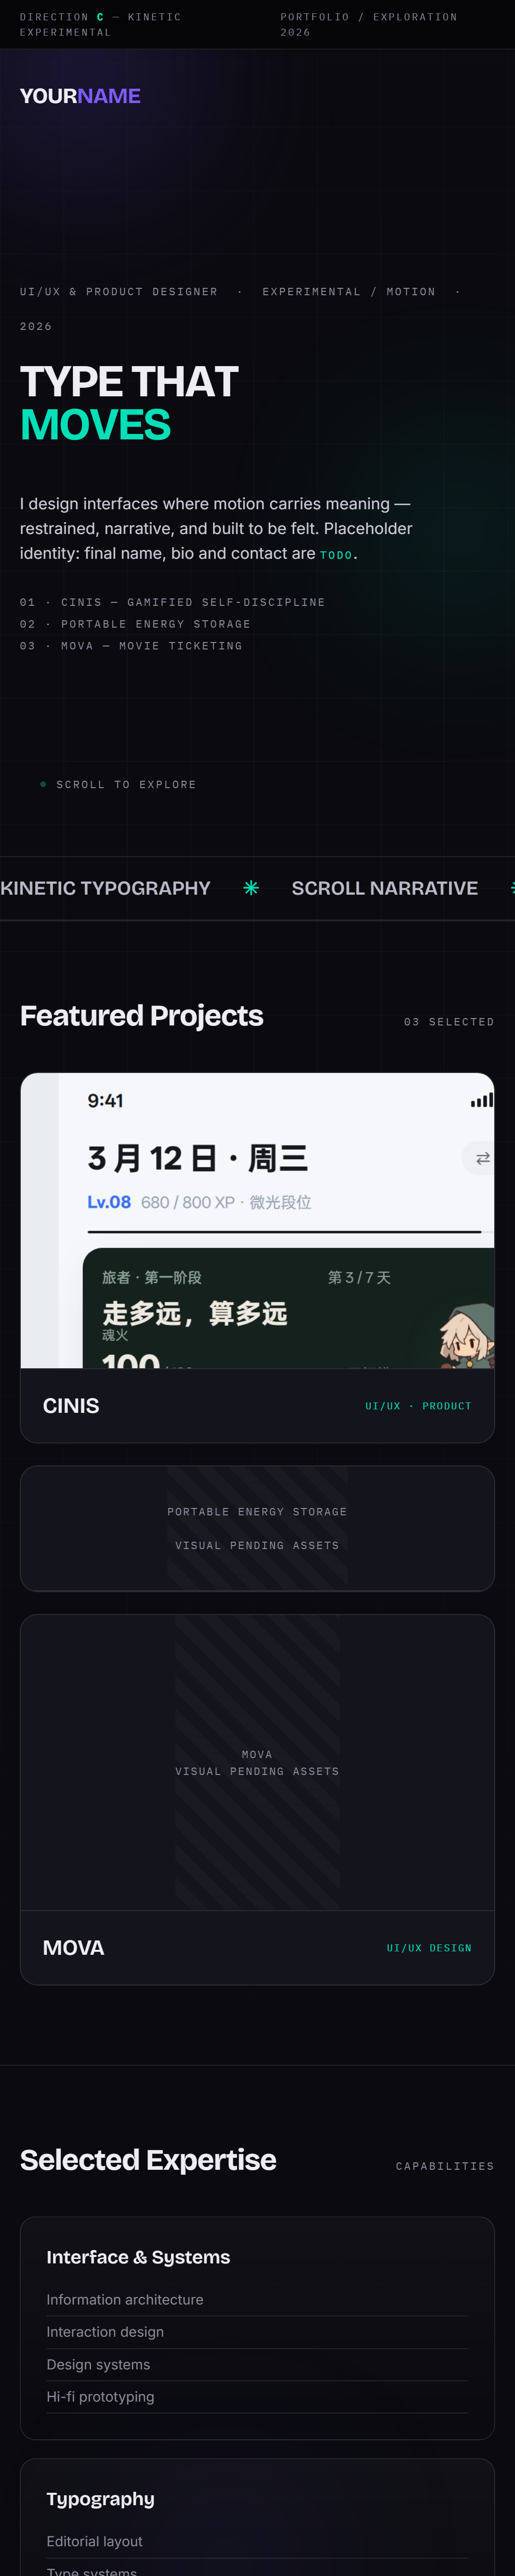 DIRECTION C — KINETIC EXPERIMENTAL
PORTFOLIO / EXPLORATION 2026
YOURNAME
UI/UX & PRODUCT DESIGNER · EXPERIMENTAL / MOTION ·
2026
TYPE THAT
MOVES
I design interfaces where motion carries meaning —
restrained, narrative, and built to be felt. Placeholder
identity: final name, bio and contact are TODO.
01 · CINIS — GAMIFIED SELF-DISCIPLINE
02 · PORTABLE ENERGY STORAGE
03 · MOVA — MOVIE TICKETING
SCROLL TO EXPLORE
KINETIC TYPOGRAPHY ✳ SCROLL NARRATIVE
Featured Projects
03 SELECTED
9:41
3 月 12 日 · 周三
Lv.08 680 / 800 XP · 微光段位
旅者 · 第一阶段 第 3 / 7 天
走多远，算多远
魂火
100
CINIS
UI/UX · PRODUCT
PORTABLE ENERGY STORAGE
VISUAL PENDING ASSETS
MOVA
VISUAL PENDING ASSETS
MOVA
UI/UX DESIGN
Selected Expertise
CAPABILITIES
Interface & Systems
Information architecture
Interaction design
Design systems
Hi-fi prototyping
Typography
Editorial layout
Type systems